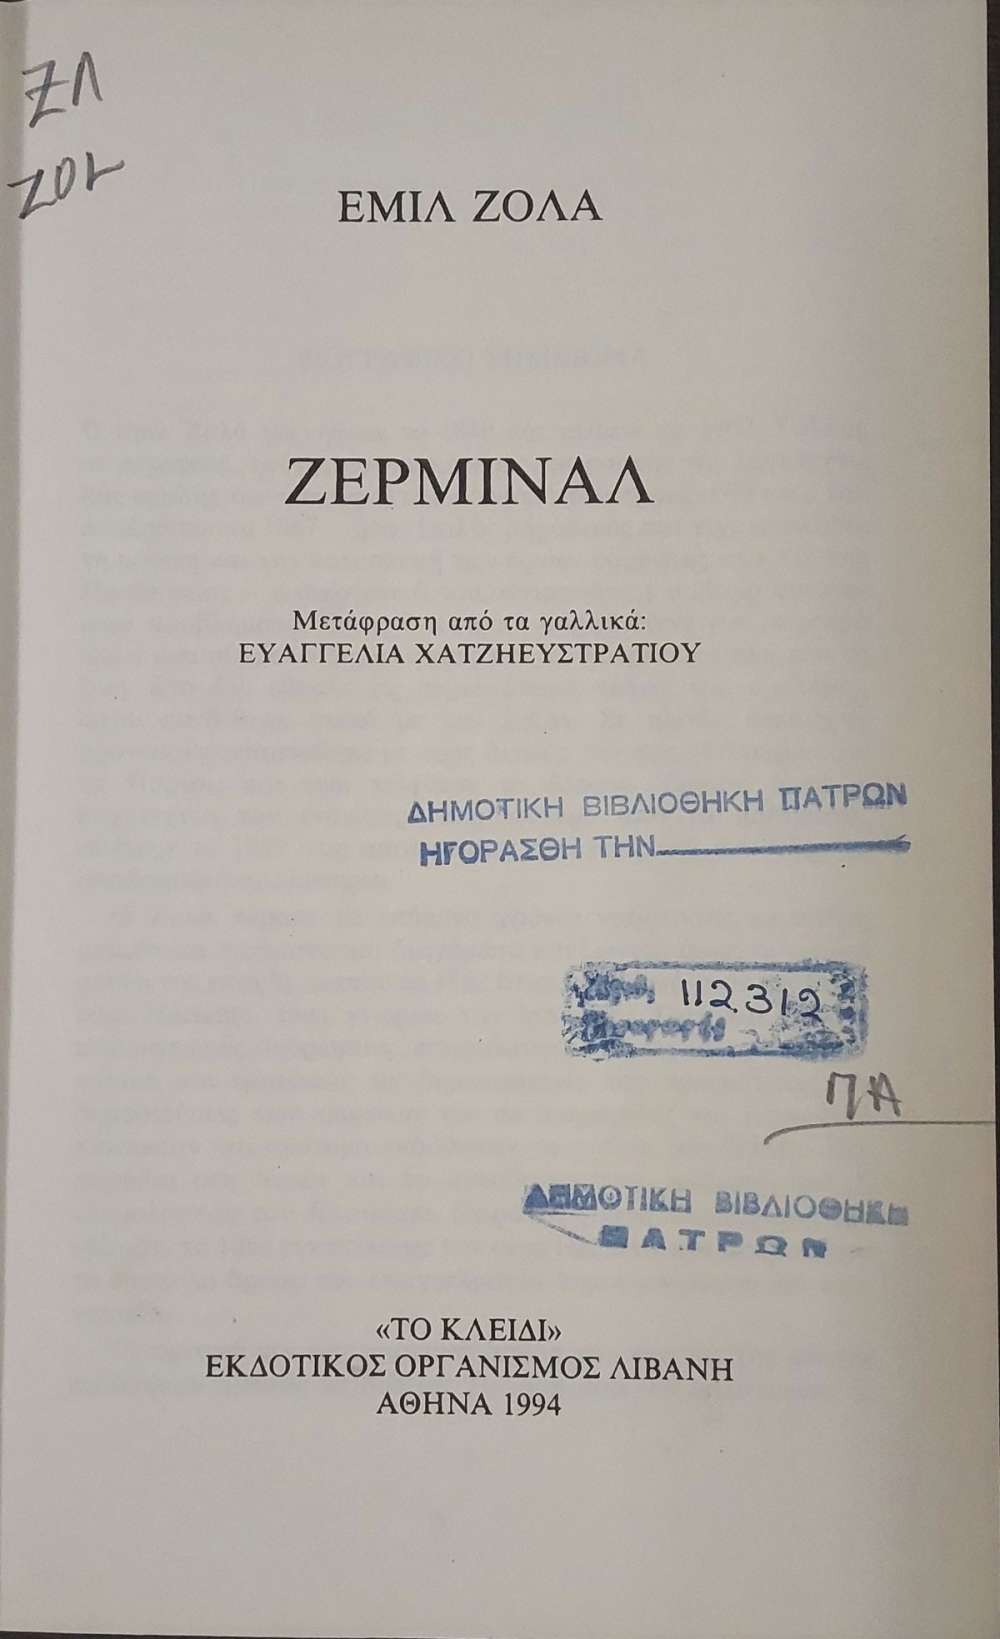 ΖΛ
ΖΟΛ
ΕΜΙΛ ΖΟΛΑ
ΖΕΡΜΙΝΑΛ
Μετάφραση από τα γαλλικά:
ΕΥΑΓΓΕΛΙΑ ΧΑΤΖΗΕΥΣΤΡΑΤΙΟΥ
ΔΗΜΟΤΙΚΗ ΒΙΒΛΙΟΘΗΚΗ ΠΑΤΡΩΝ
ΗΓΟΡΑΣΘΗ ΤΗΝ
112312
ΠΑ
ΔΗΜΟΤΙΚΗ ΒΙΒΛΙΟΘΗΚΗ
ΠΑΤΡΩΝ
«ΤΟ ΚΛΕΙΔΙ»
ΕΚΔΟΤΙΚΟΣ ΟΡΓΑΝΙΣΜΟΣ ΛΙΒΑΝΗ
ΑΘΗΝΑ 1994